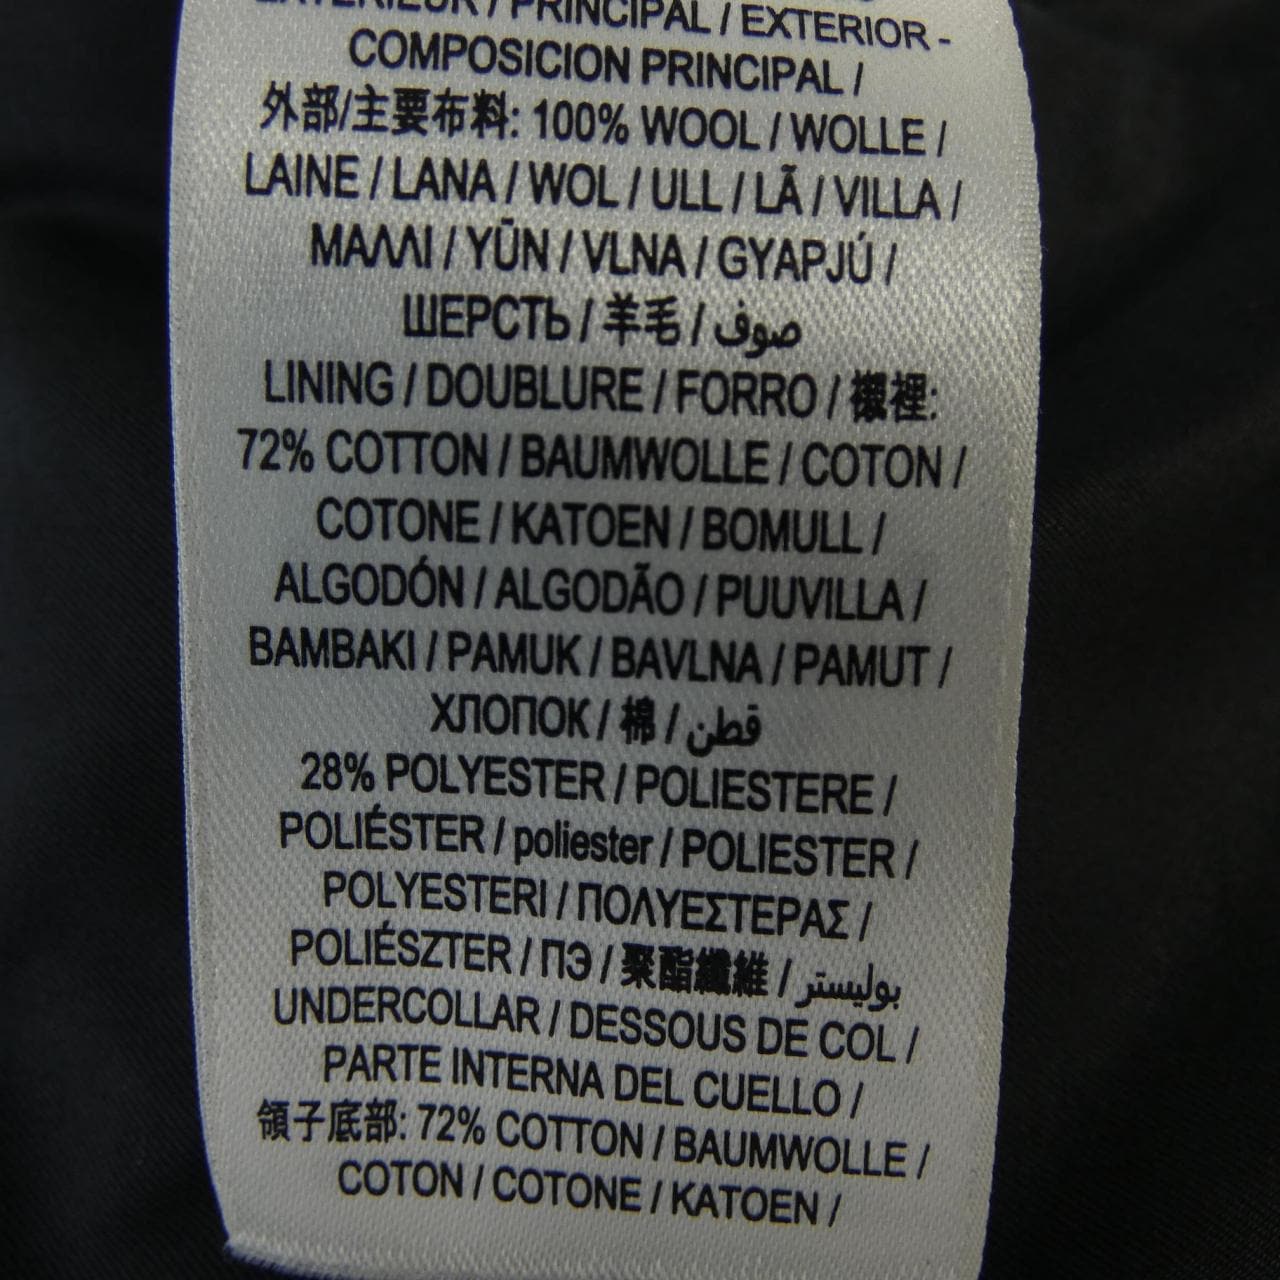 EXTERIEUR / PRINCIPAL / EXTERIOR -
COMPOSICION PRINCIPAL /
外部/主要布料: 100% WOOL / WOLLE /
LAINE / LANA / WOL / ULL / LÃ / VILLA /
ΜΑΛΛΙ / YŪN / VLNA / GYAPJÚ /
ШЕРСТЬ / 羊毛 / صوف
LINING / DOUBLURE / FORRO / 襯裡:
72% COTTON / BAUMWOLLE / COTON /
COTONE / KATOEN / BOMULL /
ALGODÓN / ALGODÃO / PUUVILLA /
BAMBAKI / PAMUK / BAVLNA / PAMUT /
ХЛОПОК / 棉 / قطن
28% POLYESTER / POLIESTERE /
POLIÉSTER / poliester / POLIESTER /
POLYESTERI / ΠΟΛΥΕΣΤΕΡΑΣ /
POLIÉSZTER / ПЭ / 聚酯纖維 / بوليستر
UNDERCOLLAR / DESSOUS DE COL /
PARTE INTERNA DEL CUELLO /
領子底部: 72% COTTON / BAUMWOLLE /
COTON / COTONE / KATOEN /